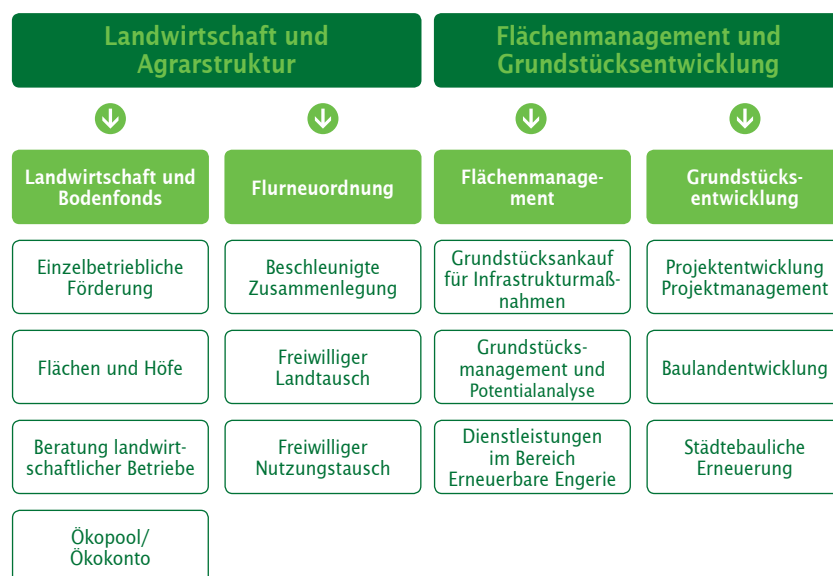 Landwirtschaft und
Agrarstruktur
Flächenmanagement und
Grundstücksentwicklung
Landwirtschaft und
Bodenfonds
Flurneuordnung
Flächenmanage-
ment
Grundstücks-
entwicklung
Einzelbetriebliche
Förderung
Beschleunigte
Zusammenlegung
Grundstücksankauf
für Infrastrukturmaß-
nahmen
Projektentwicklung
Projektmanagement
Flächen und Höfe
Freiwilliger
Landtausch
Grundstücks-
management und
Potentialanalyse
Baulandentwicklung
Beratung landwirt-
schaftlicher Betriebe
Freiwilliger
Nutzungstausch
Dienstleistungen
im Bereich
Erneuerbare Engerie
Städtebauliche
Erneuerung
Ökopool/
Ökokonto